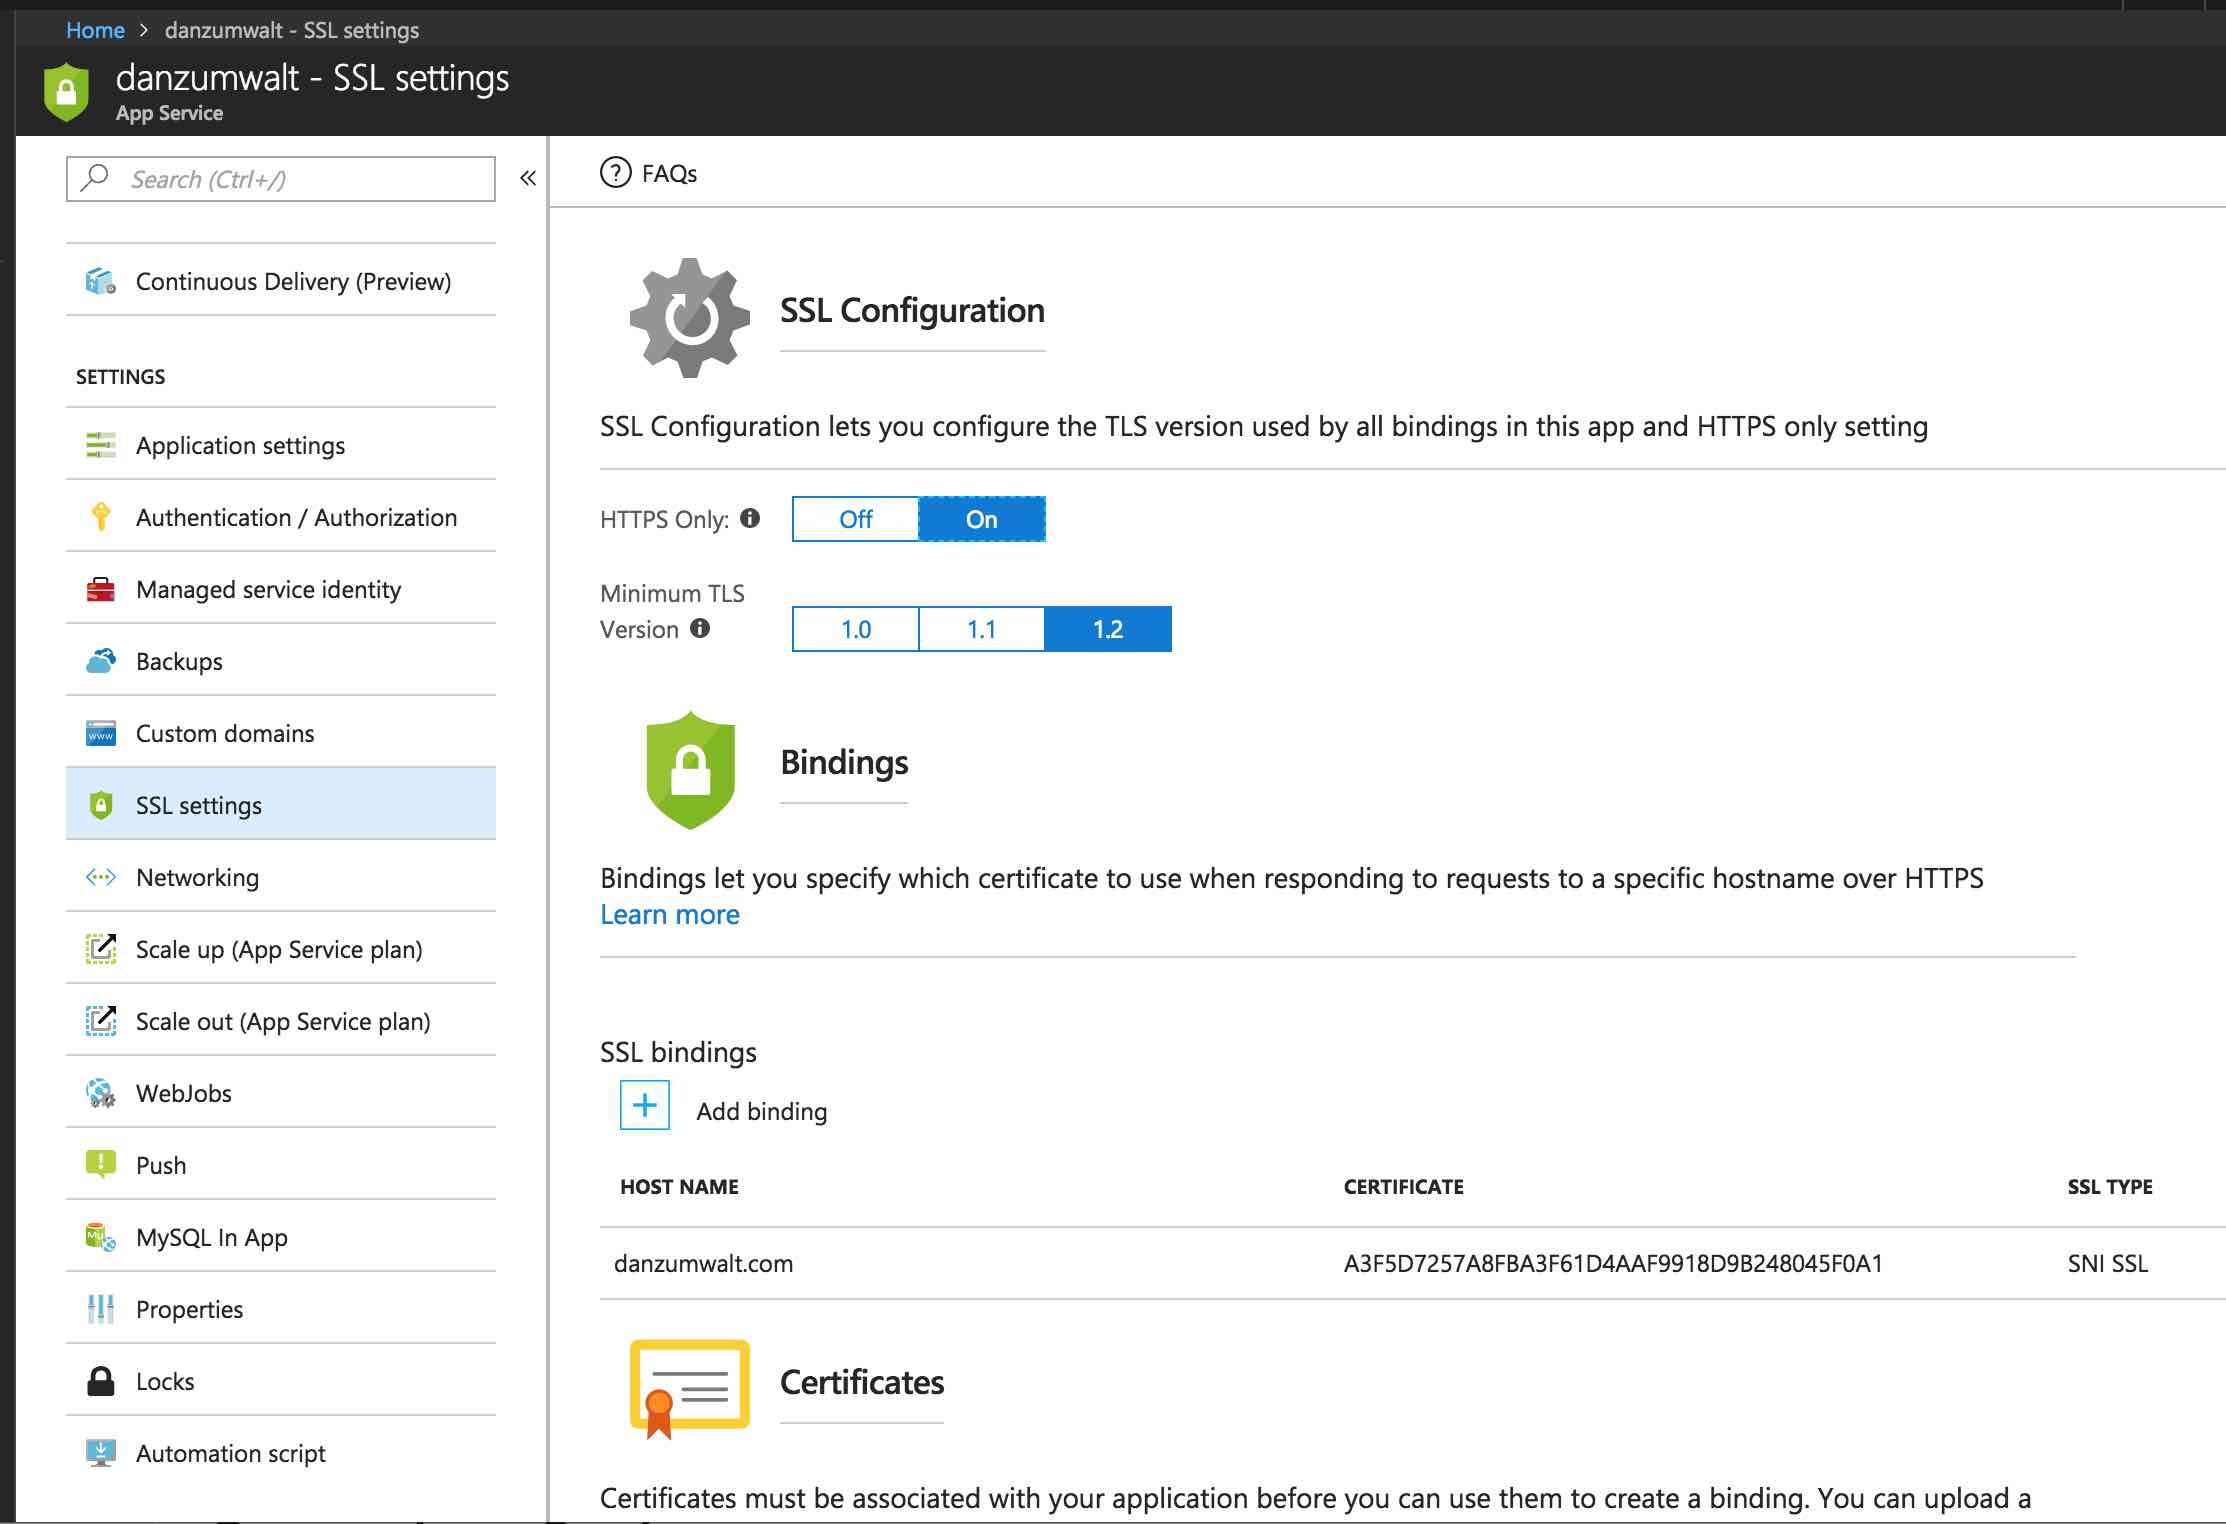 Home > danzumwalt - SSL settings
danzumwalt - SSL settings
App Service
Search (Ctrl+/)
«
Continuous Delivery (Preview)
SETTINGS
Application settings
Authentication / Authorization
Managed service identity
Backups
www
Custom domains
SSL settings
Networking
Scale up (App Service plan)
Scale out (App Service plan)
WebJobs
Push
My
MySQL In App
Properties
Locks
Automation script
? FAQs
SSL Configuration
SSL Configuration lets you configure the TLS version used by all bindings in this app and HTTPS only setting
HTTPS Only: Off On
Minimum TLS
Version 1.0 1.1 1.2
Bindings
Bindings let you specify which certificate to use when responding to requests to a specific hostname over HTTPS
Learn more
SSL bindings
+ Add binding
HOST NAME CERTIFICATE SSL TYPE
danzumwalt.com A3F5D7257A8FBA3F61D4AAF9918D9B248045F0A1 SNI SSL
Certificates
Certificates must be associated with your application before you can use them to create a binding. You can upload a